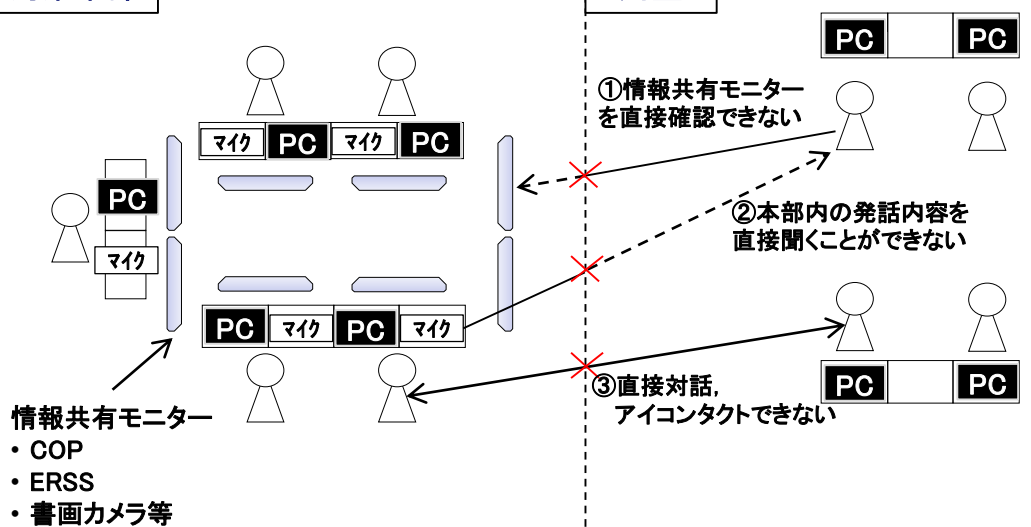 PC
PC
①情報共有モニター
を直接確認できない
マイク
PC
マイク
PC
PC
マイク
②本部内の発話内容を
直接聞くことができない
PC
マイク
PC
マイク
③直接対話,
アイコンタクトできない
PC
PC
情報共有モニター
・ COP
・ ERSS
・ 書画カメラ等